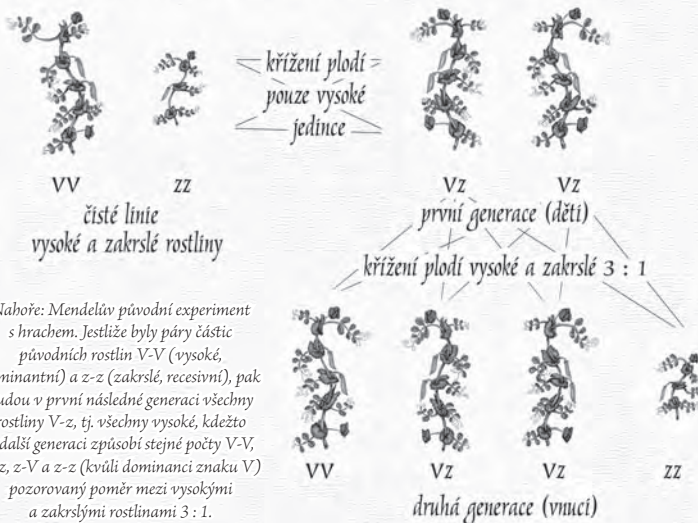 křížení plodí
pouze vysoké
jedince
VV zz
čisté linie
vysoké a zakrslé rostliny
Vz Vz
první generace (děti)
křížení plodí vysoké a zakrslé 3 : 1
VV Vz Vz zz
druhá generace (vnuci)
Nahoře: Mendelův původní experiment
s hrachem. Jestliže byly páry částic
původních rostlin V-V (vysoké,
minantní) a z-z (zakrslé, recesivní), pak
udou v první následné generaci všechny
rostliny V-z, tj. všechny vysoké, kdežto
další generaci způsobí stejné počty V-V,
z, z-V a z-z (kvůli dominanci znaku V)
pozorovaný poměr mezi vysokými
a zakrslými rostlinami 3 : 1.